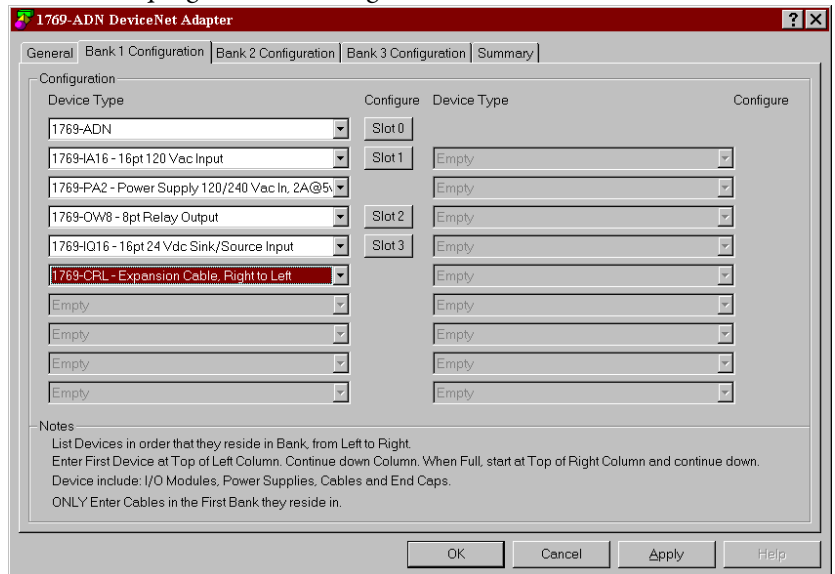 1769-ADN DeviceNet Adapter
General Bank 1 Configuration Bank 2 Configuration Bank 3 Configuration Summary
Configuration
Device Type Configure Device Type Configure
1769-ADN Slot 0
1769-IA16 - 16pt 120 Vac Input Slot 1 Empty
1769-PA2 - Power Supply 120/240 Vac In, 2A@5\ Empty
1769-OW8 - 8pt Relay Output Slot 2 Empty
1769-IQ16 - 16pt 24 Vdc Sink/Source Input Slot 3 Empty
1769-CRL - Expansion Cable, Right to Left Empty
Empty Empty
Empty Empty
Empty Empty
Empty Empty
Notes
List Devices in order that they reside in Bank, from Left to Right.
Enter First Device at Top of Left Column. Continue down Column. When Full, start at Top of Right Column and continue down.
Device include: I/O Modules, Power Supplies, Cables and End Caps.
ONLY Enter Cables in the First Bank they reside in.
OK Cancel Apply Help